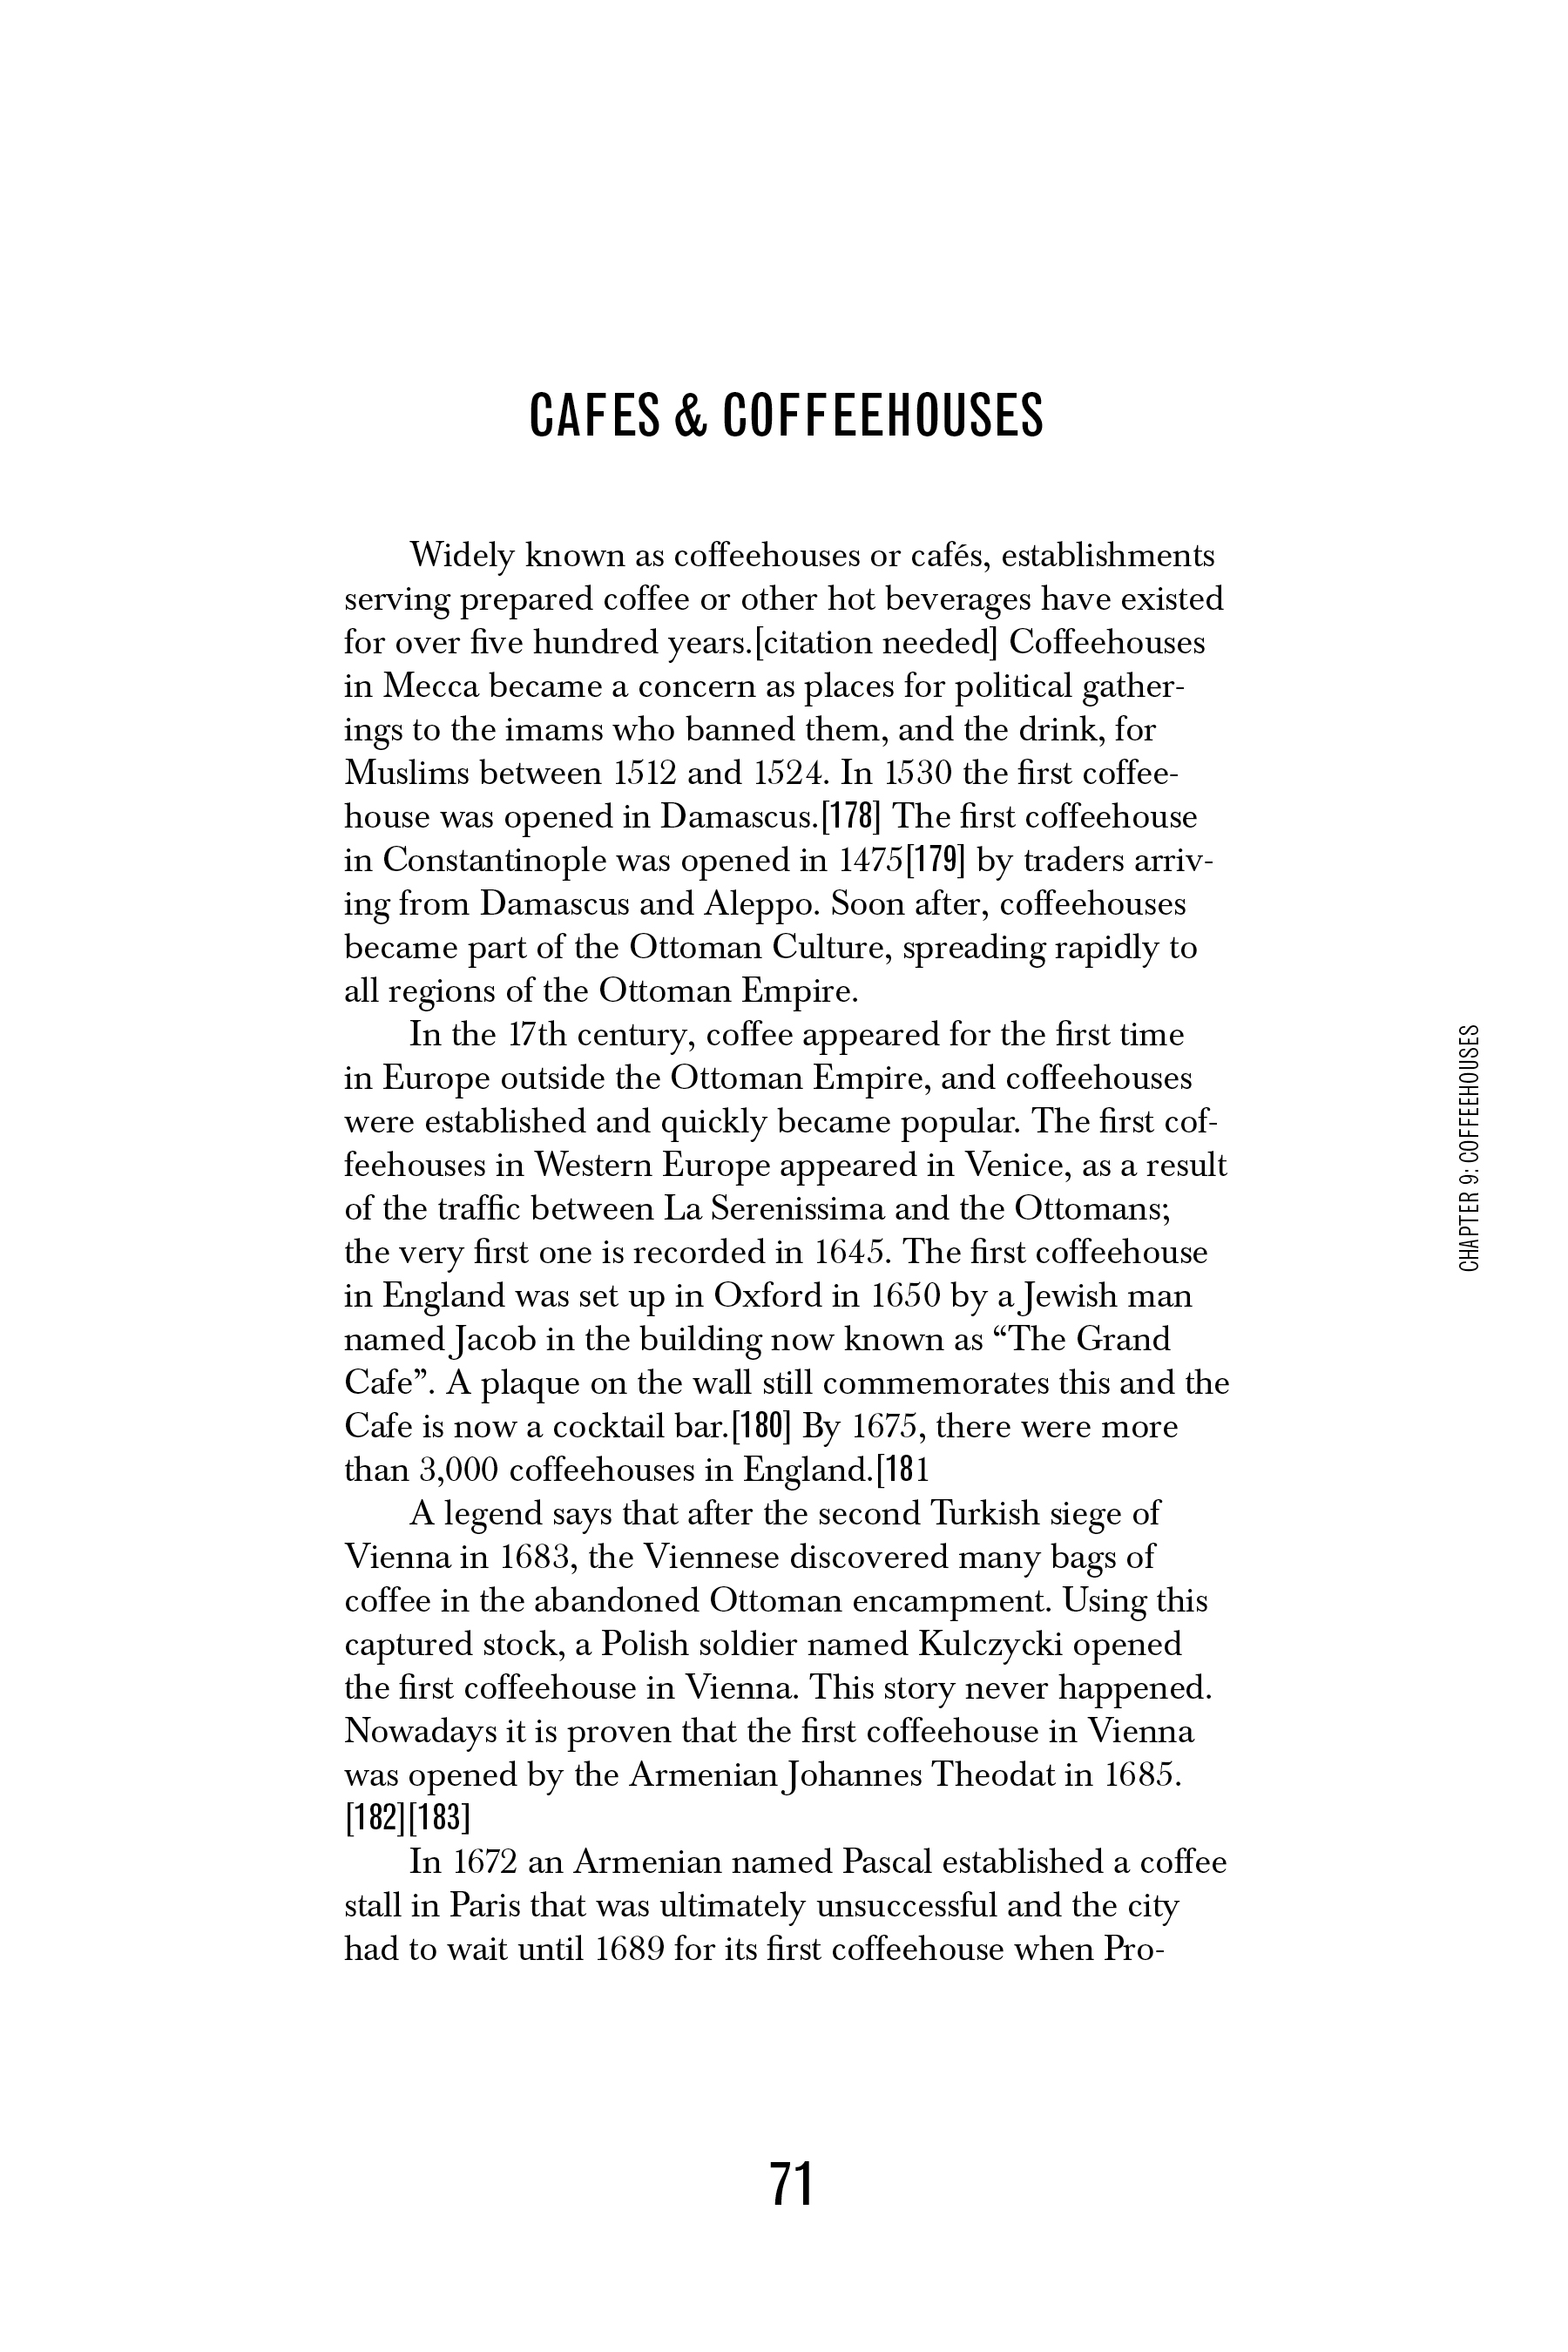 CAFES & COFFEEHOUSES
Widely known as coffeehouses or cafés, establishments
serving prepared coffee or other hot beverages have existed
for over five hundred years.[citation needed] Coffeehouses
in Mecca became a concern as places for political gather-
ings to the imams who banned them, and the drink, for
Muslims between 1512 and 1524. In 1530 the first coffee-
house was opened in Damascus.[178] The first coffeehouse
in Constantinople was opened in 1475[179] by traders arriv-
ing from Damascus and Aleppo. Soon after, coffeehouses
became part of the Ottoman Culture, spreading rapidly to
all regions of the Ottoman Empire.
In the 17th century, coffee appeared for the first time
in Europe outside the Ottoman Empire, and coffeehouses
were established and quickly became popular. The first cof-
feehouses in Western Europe appeared in Venice, as a result
of the traffic between La Serenissima and the Ottomans;
the very first one is recorded in 1645. The first coffeehouse
in England was set up in Oxford in 1650 by a Jewish man
named Jacob in the building now known as “The Grand
Cafe”. A plaque on the wall still commemorates this and the
Cafe is now a cocktail bar.[180] By 1675, there were more
than 3,000 coffeehouses in England.[181
A legend says that after the second Turkish siege of
Vienna in 1683, the Viennese discovered many bags of
coffee in the abandoned Ottoman encampment. Using this
captured stock, a Polish soldier named Kulczycki opened
the first coffeehouse in Vienna. This story never happened.
Nowadays it is proven that the first coffeehouse in Vienna
was opened by the Armenian Johannes Theodat in 1685.
[182][183]
In 1672 an Armenian named Pascal established a coffee
stall in Paris that was ultimately unsuccessful and the city
had to wait until 1689 for its first coffeehouse when Pro-
CHAPTER 9: COFFEEHOUSES
71